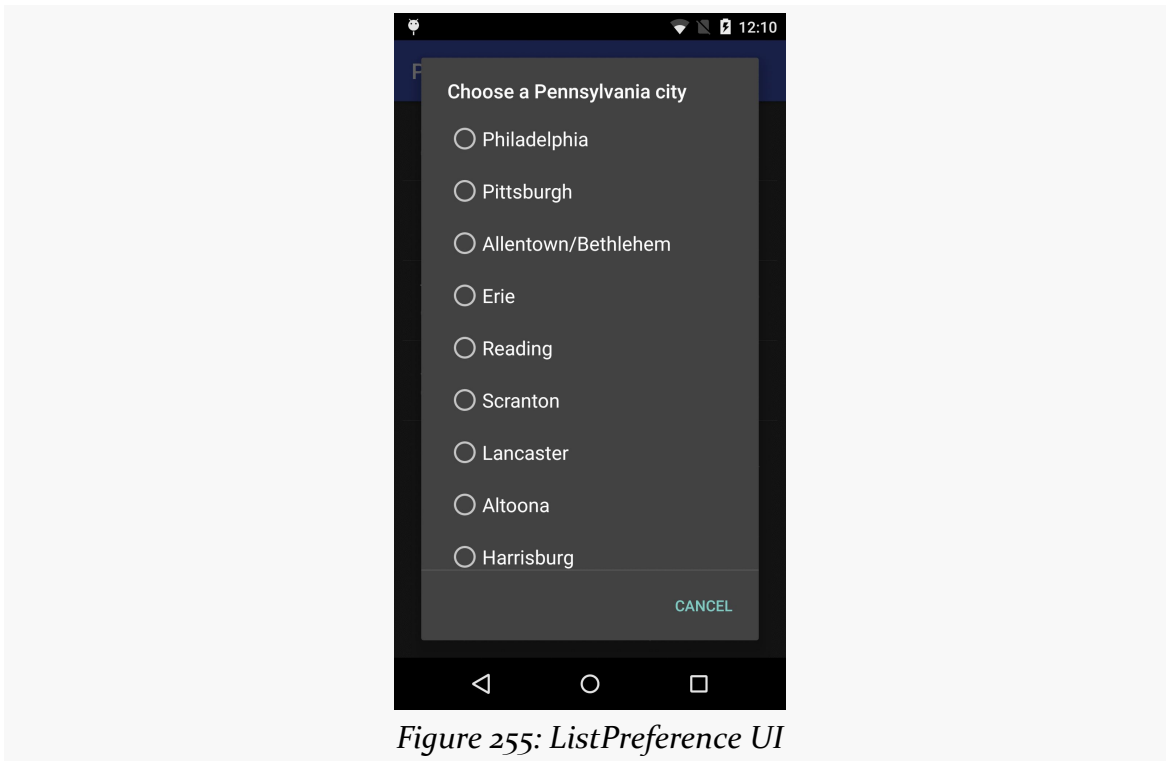 12:10
P
Choose a Pennsylvania city
Philadelphia
Pittsburgh
Allentown/Bethlehem
Erie
Reading
Scranton
Lancaster
Altoona
Harrisburg
CANCEL
Figure 255: ListPreference UI